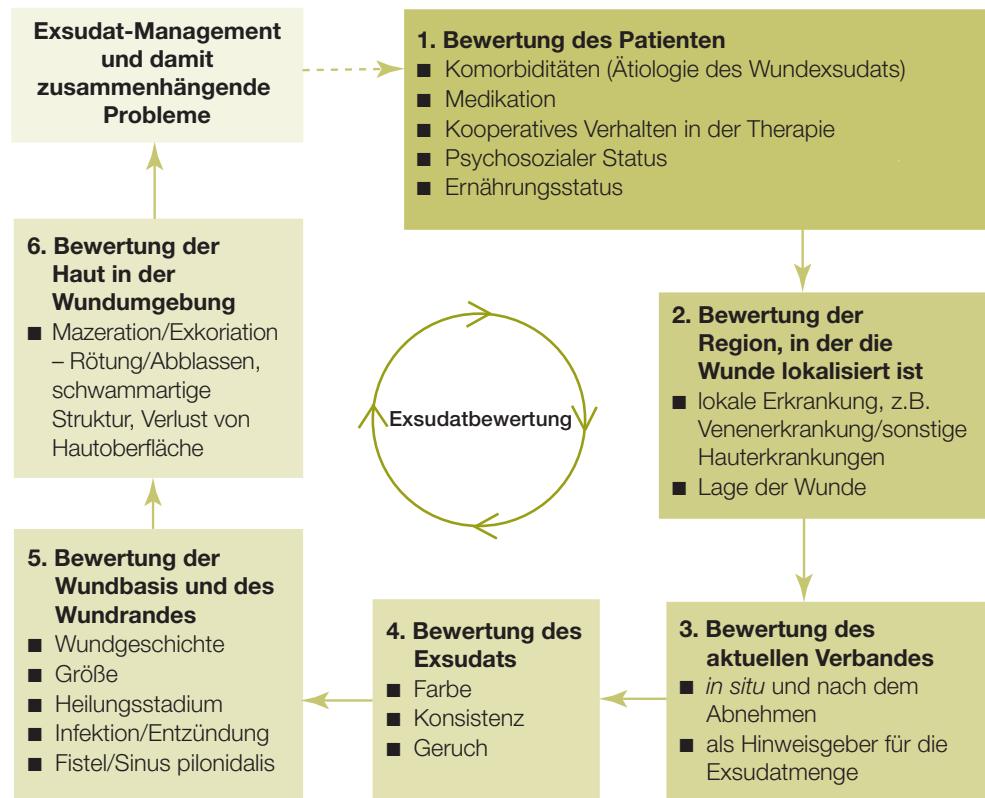 Exsudat-Management
und damit
zusammenhängende
Probleme
1. Bewertung des Patienten
■ Komorbiditäten (Ätiologie des Wundexsudats)
■ Medikation
■ Kooperatives Verhalten in der Therapie
■ Psychosozialer Status
■ Ernährungsstatus
2. Bewertung der
Region, in der die
Wunde lokalisiert ist
■ lokale Erkrankung, z.B.
Venenerkrankung/sonstige
Hauterkrankungen
■ Lage der Wunde
3. Bewertung des
aktuellen Verbandes
■ in situ und nach dem
Abnehmen
■ als Hinweisgeber für die
Exsudatmenge
4. Bewertung des
Exsudats
■ Farbe
■ Konsistenz
■ Geruch
5. Bewertung der
Wundbasis und des
Wundrandes
■ Wundgeschichte
■ Größe
■ Heilungsstadium
■ Infektion/Entzündung
■ Fistel/Sinus pilonidalis
6. Bewertung der
Haut in der
Wundumgebung
■ Mazeration/Exkoriation
– Rötung/Abblassen,
schwammartige
Struktur, Verlust von
Hautoberfläche
Exsudatbewertung